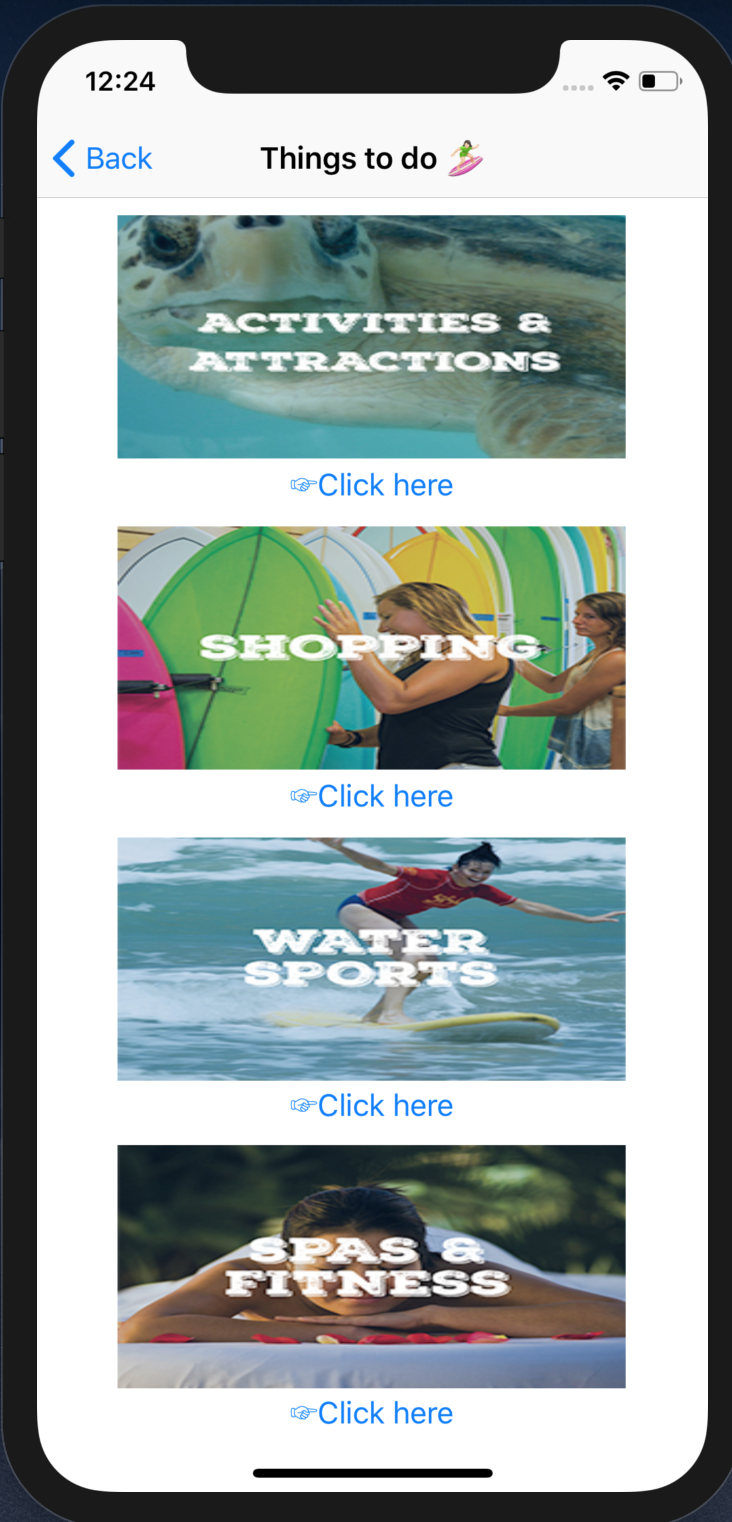 12:24
Back
Things to do 🏄🏻‍♀️
ACTIVITIES &
ATTRACTIONS
☞Click here
SHOPPING
☞Click here
WATER
SPORTS
☞Click here
SPAS &
FITNESS
☞Click here